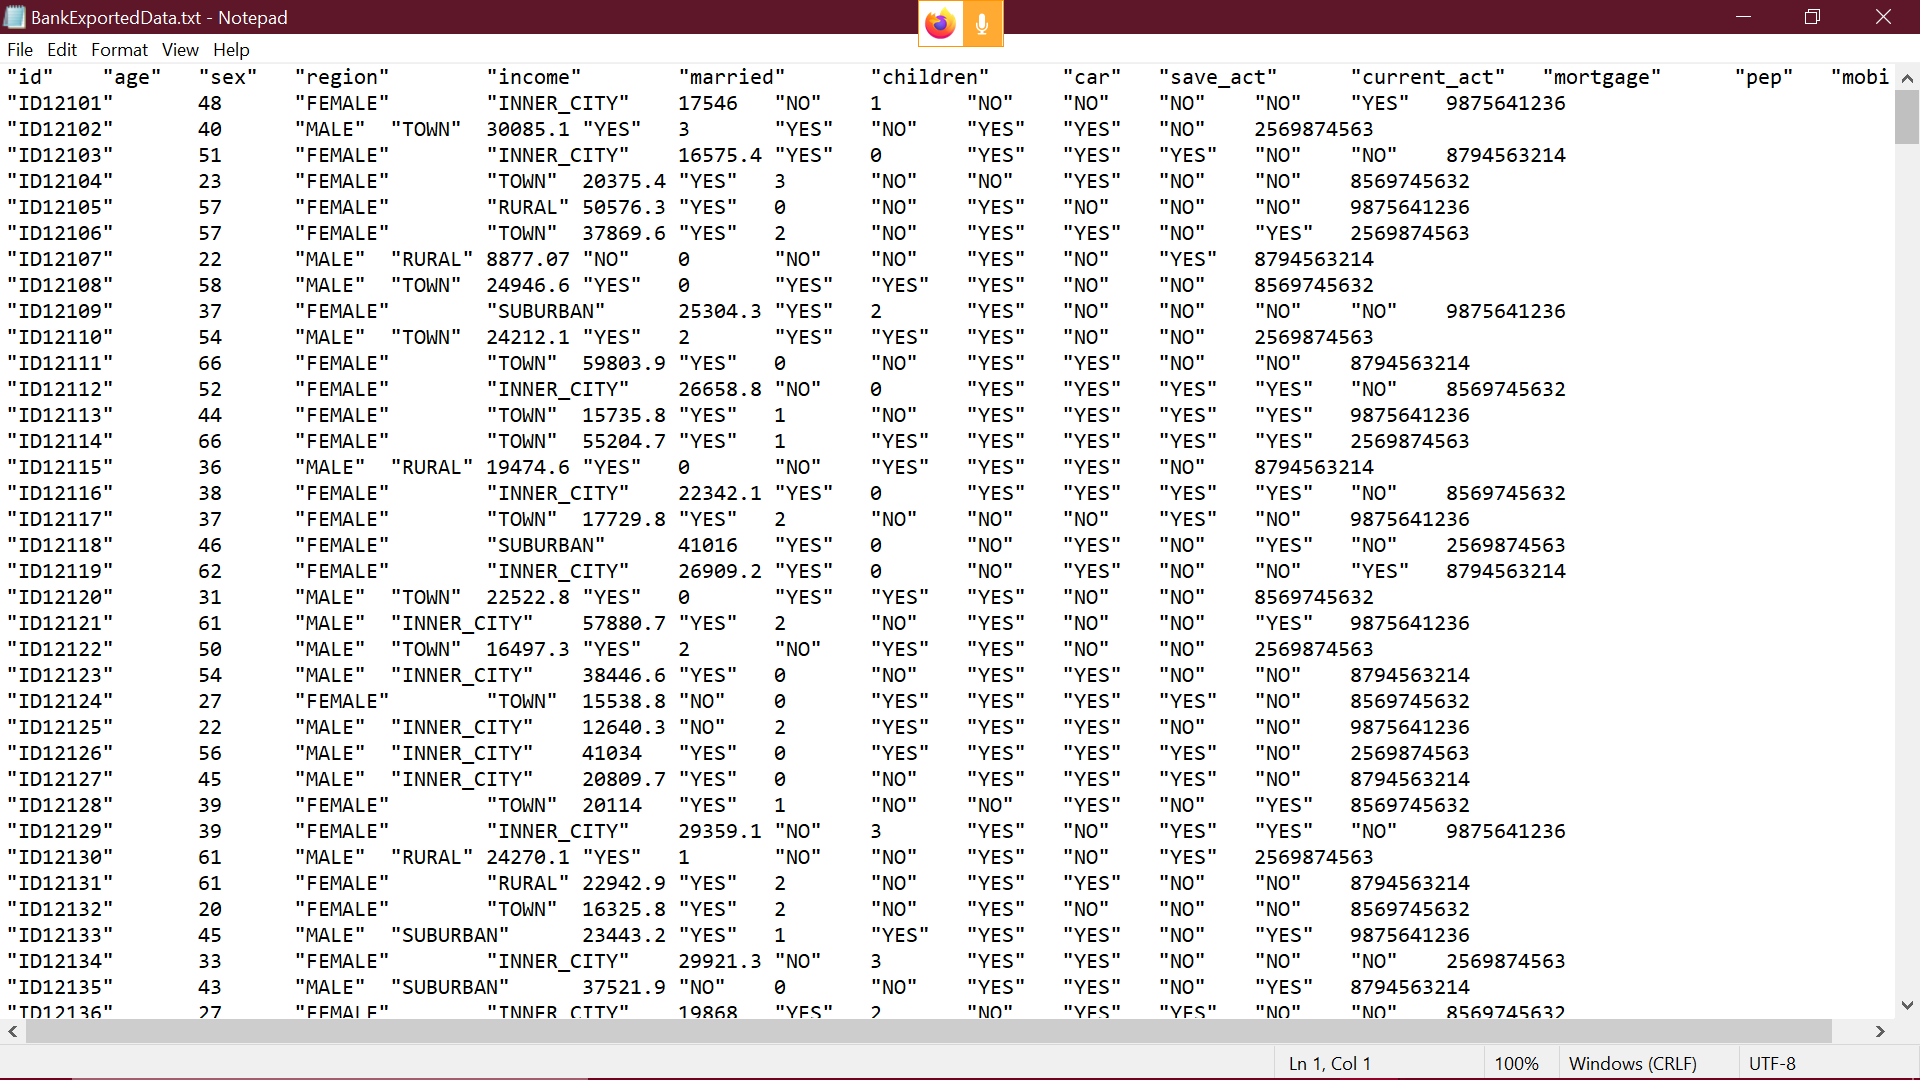 BankExportedData.txt - Notepad
File Edit Format View Help
"id" "age" "sex" "region" "income" "married" "children" "car" "save_act" "current_act" "mortgage" "pep" "mobi
"ID12101" 48 "FEMALE" "INNER_CITY" 17546 "NO" 1 "NO" "NO" "NO" "NO" "YES" 9875641236
"ID12102" 40 "MALE" "TOWN" 30085.1 "YES" 3 "YES" "NO" "YES" "YES" "NO" 2569874563
"ID12103" 51 "FEMALE" "INNER_CITY" 16575.4 "YES" 0 "YES" "YES" "YES" "NO" "NO" 8794563214
"ID12104" 23 "FEMALE" "TOWN" 20375.4 "YES" 3 "NO" "NO" "YES" "NO" "NO" 8569745632
"ID12105" 57 "FEMALE" "RURAL" 50576.3 "YES" 0 "NO" "YES" "NO" "NO" "NO" 9875641236
"ID12106" 57 "FEMALE" "TOWN" 37869.6 "YES" 2 "NO" "YES" "YES" "NO" "YES" 2569874563
"ID12107" 22 "MALE" "RURAL" 8877.07 "NO" 0 "NO" "NO" "YES" "NO" "YES" 8794563214
"ID12108" 58 "MALE" "TOWN" 24946.6 "YES" 0 "YES" "YES" "YES" "NO" "NO" 8569745632
"ID12109" 37 "FEMALE" "SUBURBAN" 25304.3 "YES" 2 "YES" "NO" "NO" "NO" "NO" 9875641236
"ID12110" 54 "MALE" "TOWN" 24212.1 "YES" 2 "YES" "YES" "YES" "NO" "NO" 2569874563
"ID12111" 66 "FEMALE" "TOWN" 59803.9 "YES" 0 "NO" "YES" "YES" "NO" "NO" 8794563214
"ID12112" 52 "FEMALE" "INNER_CITY" 26658.8 "NO" 0 "YES" "YES" "YES" "YES" "NO" 8569745632
"ID12113" 44 "FEMALE" "TOWN" 15735.8 "YES" 1 "NO" "YES" "YES" "YES" "YES" 9875641236
"ID12114" 66 "FEMALE" "TOWN" 55204.7 "YES" 1 "YES" "YES" "YES" "YES" "YES" 2569874563
"ID12115" 36 "MALE" "RURAL" 19474.6 "YES" 0 "NO" "YES" "YES" "YES" "NO" 8794563214
"ID12116" 38 "FEMALE" "INNER_CITY" 22342.1 "YES" 0 "YES" "YES" "YES" "YES" "NO" 8569745632
"ID12117" 37 "FEMALE" "TOWN" 17729.8 "YES" 2 "NO" "NO" "NO" "YES" "NO" 9875641236
"ID12118" 46 "FEMALE" "SUBURBAN" 41016 "YES" 0 "NO" "YES" "NO" "YES" "NO" 2569874563
"ID12119" 62 "FEMALE" "INNER_CITY" 26909.2 "YES" 0 "NO" "YES" "NO" "NO" "YES" 8794563214
"ID12120" 31 "MALE" "TOWN" 22522.8 "YES" 0 "YES" "YES" "YES" "NO" "NO" 8569745632
"ID12121" 61 "MALE" "INNER_CITY" 57880.7 "YES" 2 "NO" "YES" "NO" "NO" "YES" 9875641236
"ID12122" 50 "MALE" "TOWN" 16497.3 "YES" 2 "NO" "YES" "YES" "NO" "NO" 2569874563
"ID12123" 54 "MALE" "INNER_CITY" 38446.6 "YES" 0 "NO" "YES" "YES" "NO" "NO" 8794563214
"ID12124" 27 "FEMALE" "TOWN" 15538.8 "NO" 0 "YES" "YES" "YES" "YES" "NO" 8569745632
"ID12125" 22 "MALE" "INNER_CITY" 12640.3 "NO" 2 "YES" "YES" "YES" "NO" "NO" 9875641236
"ID12126" 56 "MALE" "INNER_CITY" 41034 "YES" 0 "YES" "YES" "YES" "YES" "NO" 2569874563
"ID12127" 45 "MALE" "INNER_CITY" 20809.7 "YES" 0 "NO" "YES" "YES" "YES" "NO" 8794563214
"ID12128" 39 "FEMALE" "TOWN" 20114 "YES" 1 "NO" "NO" "YES" "NO" "YES" 8569745632
"ID12129" 39 "FEMALE" "INNER_CITY" 29359.1 "NO" 3 "YES" "NO" "YES" "YES" "NO" 9875641236
"ID12130" 61 "MALE" "RURAL" 24270.1 "YES" 1 "NO" "NO" "YES" "NO" "YES" 2569874563
"ID12131" 61 "FEMALE" "RURAL" 22942.9 "YES" 2 "NO" "YES" "YES" "NO" "NO" 8794563214
"ID12132" 20 "FEMALE" "TOWN" 16325.8 "YES" 2 "NO" "YES" "NO" "NO" "NO" 8569745632
"ID12133" 45 "MALE" "SUBURBAN" 23443.2 "YES" 1 "YES" "YES" "YES" "NO" "YES" 9875641236
"ID12134" 33 "FEMALE" "INNER_CITY" 29921.3 "NO" 3 "YES" "YES" "NO" "NO" "NO" 2569874563
"ID12135" 43 "MALE" "SUBURBAN" 37521.9 "NO" 0 "NO" "YES" "YES" "NO" "YES" 8794563214
"ID12136" 27 "FEMALE" "INNER_CITY" 19868 "YES" 2 "NO" "YES" "YES" "NO" "NO" 8569745632
Ln 1, Col 1 100% Windows (CRLF) UTF-8